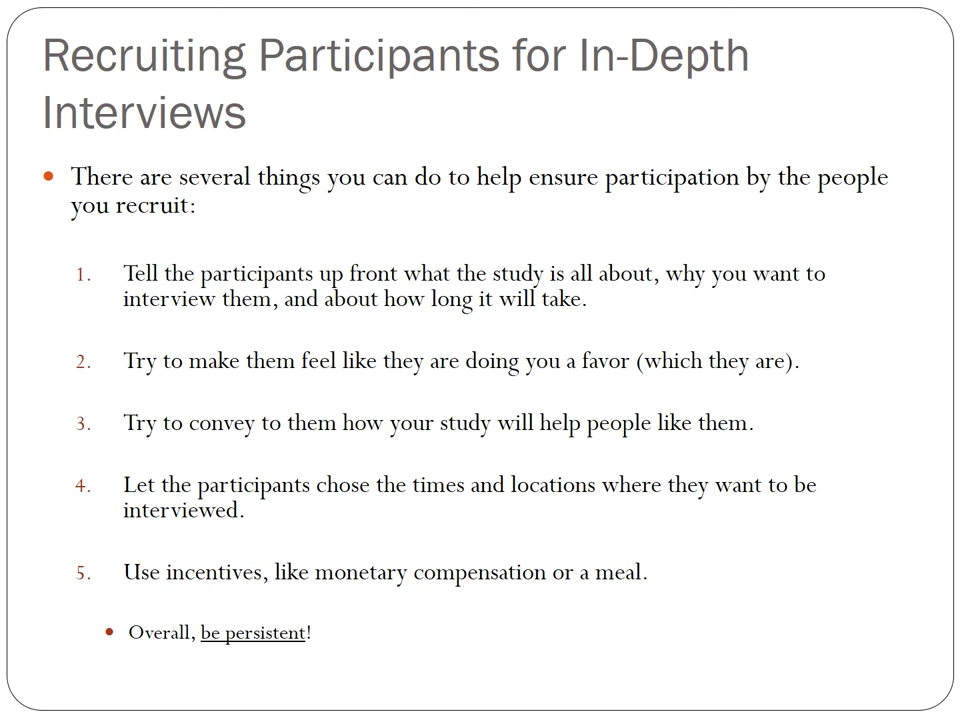 Recruiting Participants for In-Depth
Interviews
• There are several things you can do to help ensure participation by the people
you recruit:
1. Tell the participants up front what the study is all about, why you want to
interview them, and about how long it will take.
2. Try to make them feel like they are doing you a favor (which they are).
3. Try to convey to them how your study will help people like them.
4. Let the participants chose the times and locations where they want to be
interviewed.
5. Use incentives, like monetary compensation or a meal.
• Overall, be persistent!